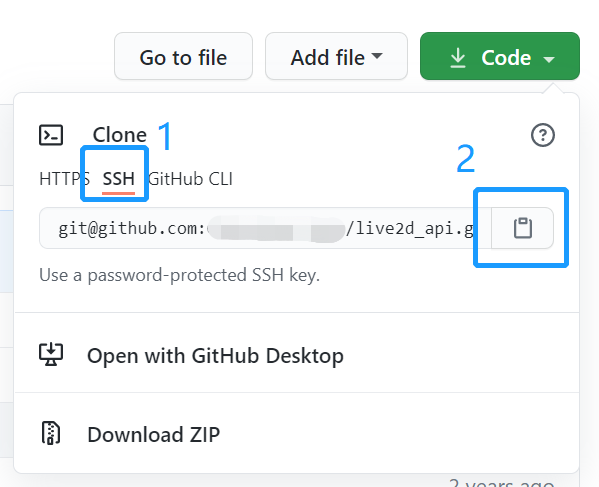 Go to file Add file Code
Clone 1
HTTPS SSH GitHub CLI 2
git@github.com: /live2d_api.g
Use a password-protected SSH key.
Open with GitHub Desktop
Download ZIP
2 years ago